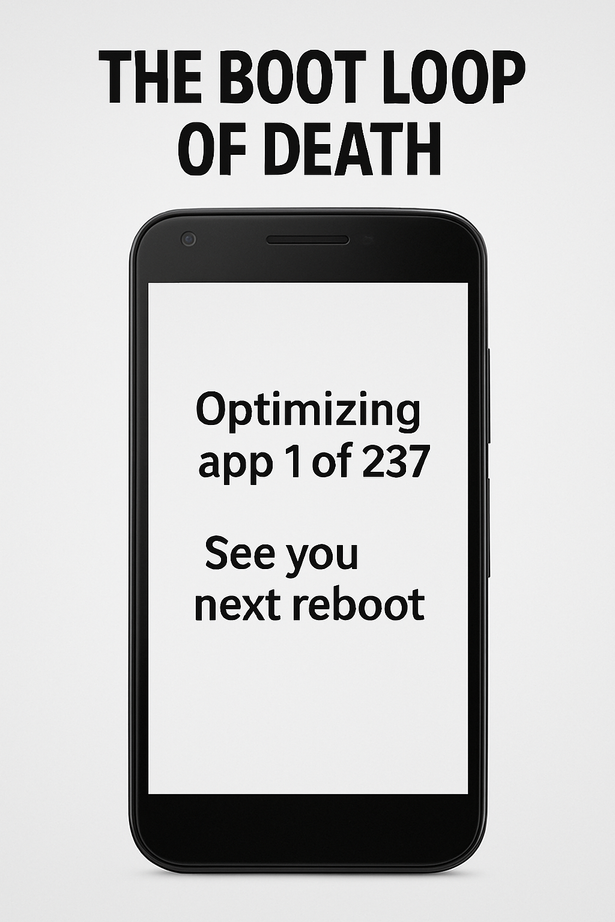 THE BOOT LOOP
OF DEATH
Optimizing
app 1 of 237
See you
next reboot